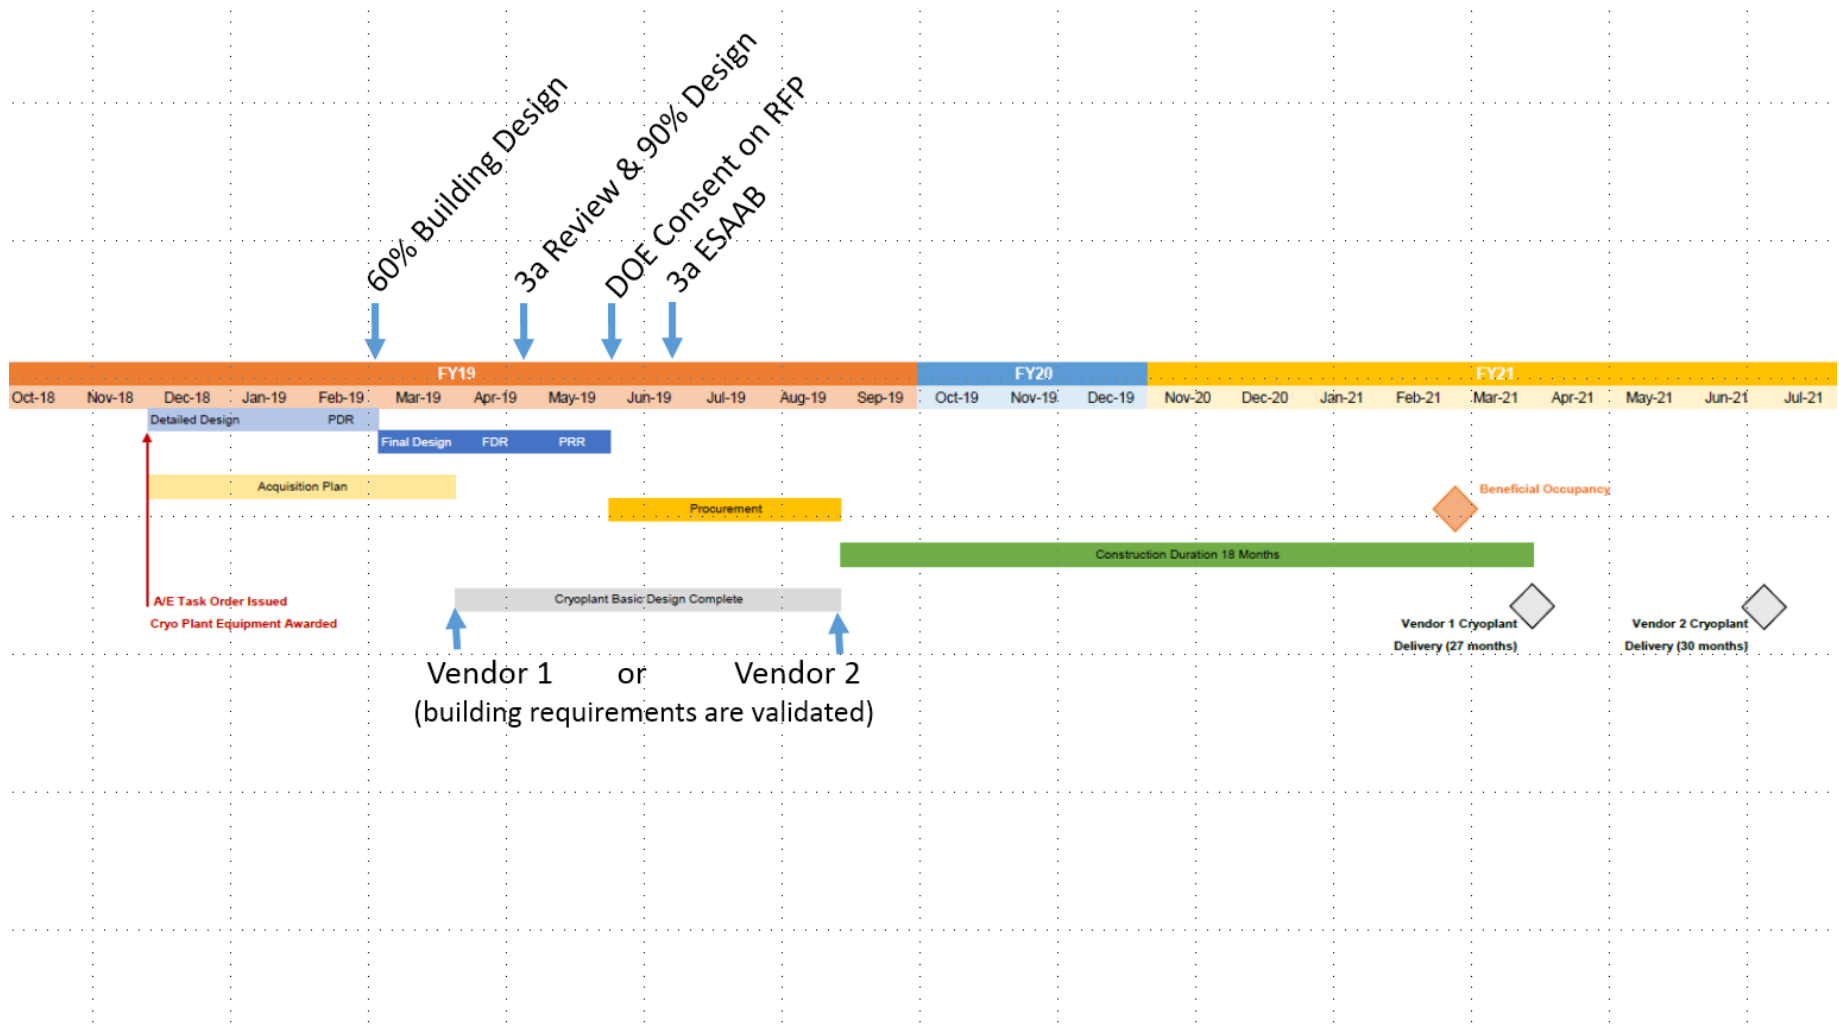 60% Building Design
3a Review & 90% Design
DOE Consent on RFP
3a ESAAB
FY19 FY20 FY21
Oct-18 Nov-18 Dec-18 Jan-19 Feb-19 Mar-19 Apr-19 May-19 Jun-19 Jul-19 Aug-19 Sep-19 Oct-19 Nov-19 Dec-19 Nov-20 Dec-20 Jan-21 Feb-21 Mar-21 Apr-21 May-21 Jun-21 Jul-21
Detailed Design PDR
Final Design FDR PRR
Acquisition Plan
Beneficial Occupancy
Procurement
Construction Duration 18 Months
Cryoplant Basic Design Complete
A/E Task Order Issued
Cryo Plant Equipment Awarded
Vendor 1 Cryoplant
Delivery (27 months)
Vendor 2 Cryoplant
Delivery (30 months)
Vendor 1 or Vendor 2
(building requirements are validated)